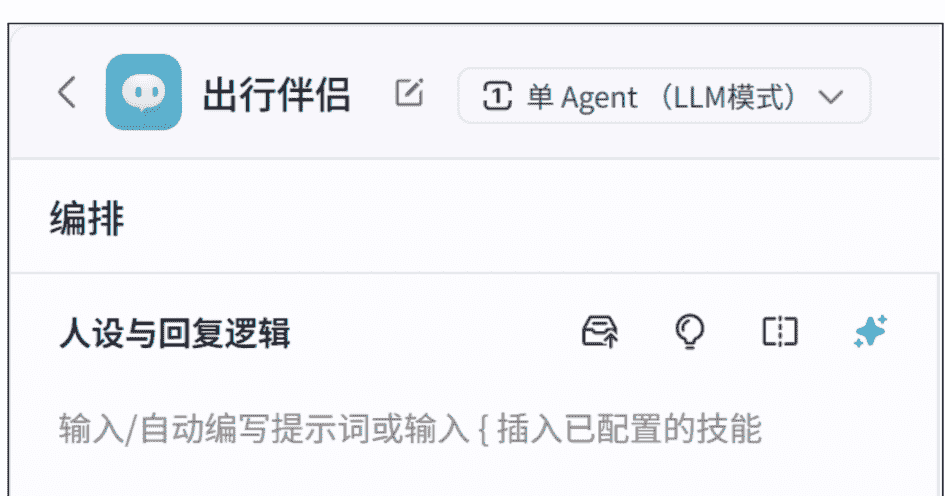 出行伴侣
1 单 Agent （LLM模式）
编排
人设与回复逻辑
输入/自动编写提示词或输入 { 插入已配置的技能